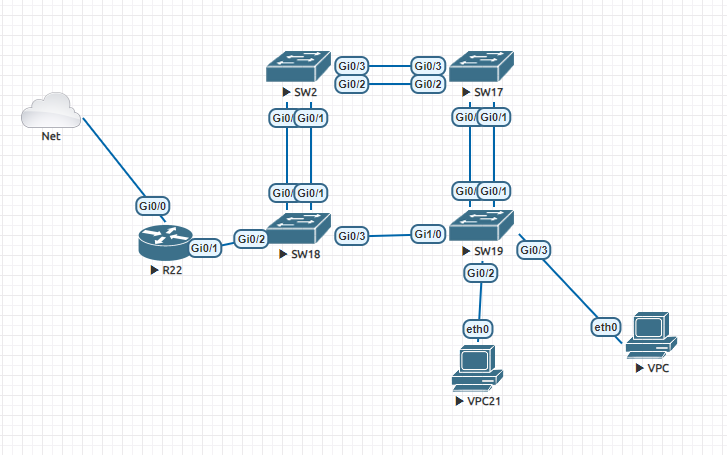 Gi0/3 Gi0/3
Gi0/2 Gi0/2
SW2 SW17
Net
Gi0/ Gi0/1 Gi0/ Gi0/1
Gi0/ Gi0/1 Gi0/ Gi0/1
Gi0/0
Gi0/1 Gi0/2 Gi0/3 Gi1/0
SW18 SW19 Gi0/3
R22
Gi0/2
eth0 eth0
VPC
VPC21